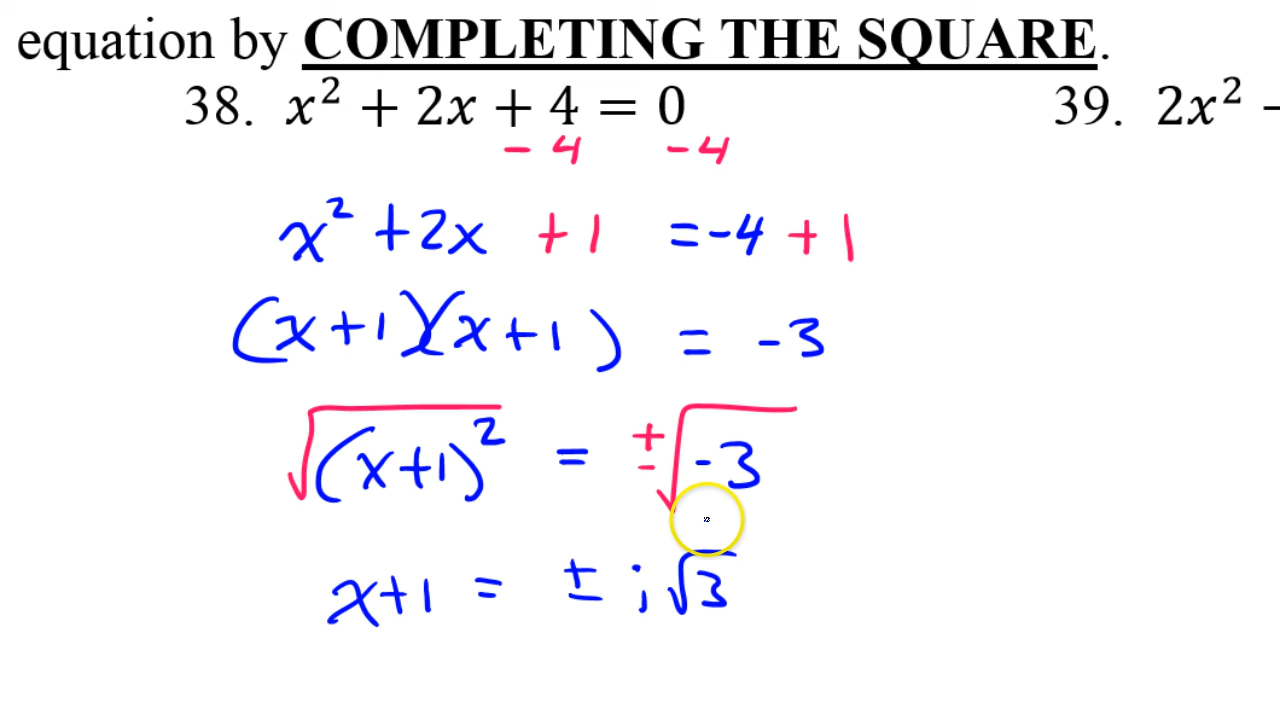 equation by COMPLETING THE SQUARE.
38. x² + 2x + 4 = 0 39. 2x² −
− 4 − 4
x² + 2x + 1 = -4 + 1
(x+1)(x+1) = -3
√(x+1)² = ±√-3
x+1 = ± i√3